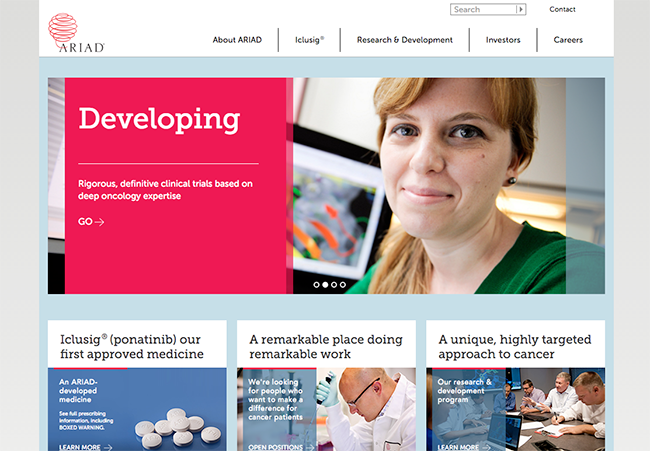 Search
Contact
ARIAD®
About ARIAD
Iclusig®
Research & Development
Investors
Careers
Developing
Rigorous, definitive clinical trials based on
deep oncology expertise
GO
Iclusig® (ponatinib) our
first approved medicine
An ARIAD-
developed
medicine
See full prescribing
information, including
BOXED WARNING.
LEARN MORE
A remarkable place doing
remarkable work
We're looking
for people who
want to make a
difference for
cancer patients
OPEN POSITIONS
A unique, highly targeted
approach to cancer
Our research &
development
program
LEARN MORE